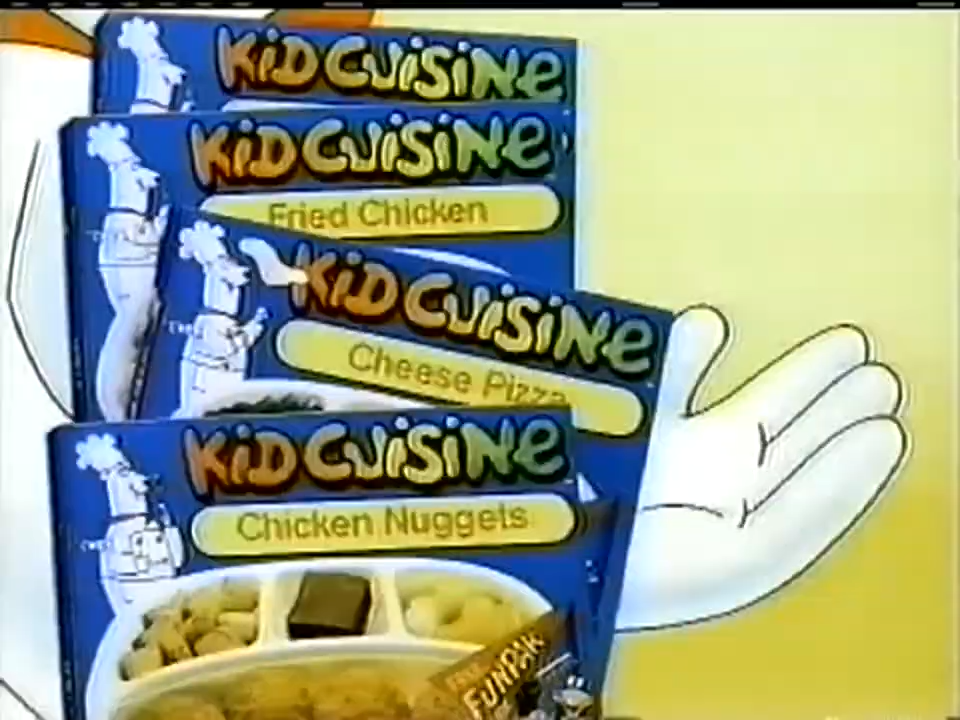 KiD CUiSiNe
KiD CUiSiNe
Fried Chicken
KiD CUiSiNe
Cheese Pizza
KiD CUiSiNe
Chicken Nuggets
FUNPAK